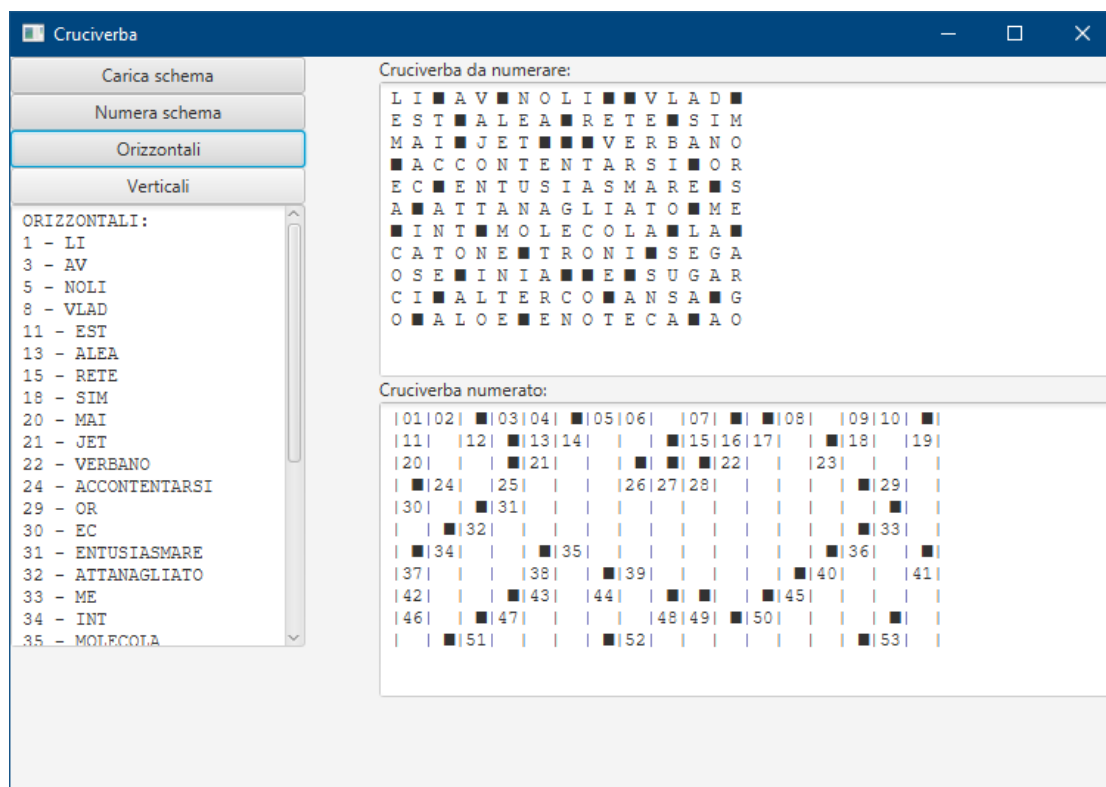 Cruciverba
Carica schema
Numera schema
Orizzontali
Verticali
ORIZZONTALI:
1 - LI
3 - AV
5 - NOLI
8 - VLAD
11 - EST
13 - ALEA
15 - RETE
18 - SIM
20 - MAI
21 - JET
22 - VERBANO
24 - ACCONTENTARSI
29 - OR
30 - EC
31 - ENTUSIASMARE
32 - ATTANAGLIATO
33 - ME
34 - INT
35 - MOLECOLA
Cruciverba da numerare:
L I ■ A V ■ N O L I ■ ■ V L A D ■
E S T ■ A L E A ■ R E T E ■ S I M
M A I ■ J E T ■ ■ ■ V E R B A N O
■ A C C O N T E N T A R S I ■ O R
E C ■ E N T U S I A S M A R E ■ S
A ■ A T T A N A G L I A T O ■ M E
■ I N T ■ M O L E C O L A ■ L A ■
C A T O N E ■ T R O N I ■ S E G A
O S E ■ I N I A ■ ■ E ■ S U G A R
C I ■ A L T E R C O ■ A N S A ■ G
O ■ A L O E ■ E N O T E C A ■ A O
Cruciverba numerato:
|01|02| ■|03|04| ■|05|06|  |07| ■| ■|08|  |09|10| ■|
|11|  |12| ■|13|14|  |  | ■|15|16|17|  | ■|18|  |19|
|20|  |  | ■|21|  |  | ■| ■| ■|22|  |  |23|  |  |  |
| ■|24|  |25|  |  |  |26|27|28|  |  |  |  | ■|29|  |
|30|  | ■|31|  |  |  |  |  |  |  |  |  |  |  | ■|  |
|  | ■|32|  |  |  |  |  |  |  |  |  |  |  | ■|33|  |
| ■|34|  |  | ■|35|  |  |  |  |  |  |  | ■|36|  | ■|
|37|  |  |  |38|  | ■|39|  |  |  |  | ■|40|  |  |41|
|42|  |  | ■|43|  |44|  | ■| ■|  | ■|45|  |  |  |  |
|46|  | ■|47|  |  |  |  |48|49| ■|50|  |  |  | ■|  |
|  | ■|51|  |  |  | ■|52|  |  |  |  |  |  | ■|53|  |